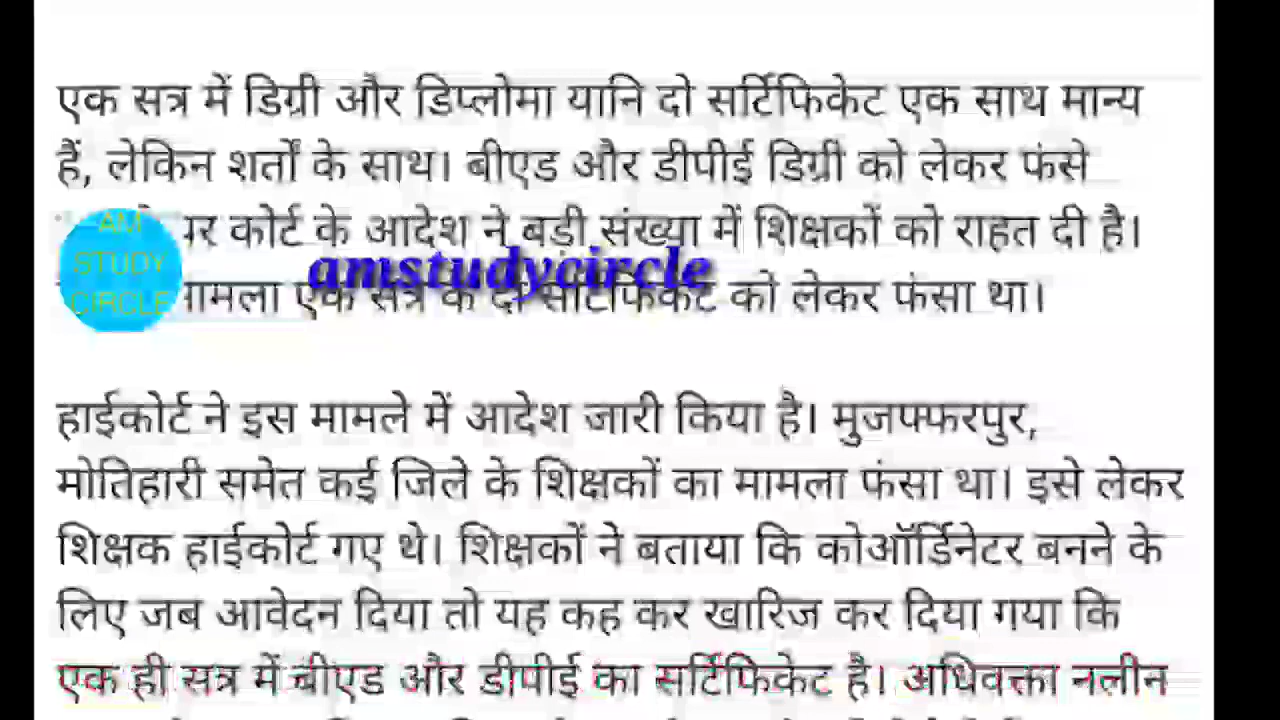 एक सत्र में डिग्री और डिप्लोमा यानि दो सर्टिफिकेट एक साथ मान्य
हैं, लेकिन शर्तों के साथ। बीएड और डीपीई डिग्री को लेकर फंसे
कोर्ट के आदेश ने बड़ी संख्या में शिक्षकों को राहत दी है।
AM
STUDY
CIRCLE
amstudycircle
एक सत्र के दो सर्टिफिकेट को लेकर फंसा था।
हाईकोर्ट ने इस मामले में आदेश जारी किया है। मुजफ्फरपुर,
मोतिहारी समेत कई जिले के शिक्षकों का मामला फंसा था। इसे लेकर
शिक्षक हाईकोर्ट गए थे। शिक्षकों ने बताया कि कोऑर्डिनेटर बनने के
लिए जब आवेदन दिया तो यह कह कर खारिज कर दिया गया कि
एक ही सत्र में बीएड और डीपीई का सर्टिफिकेट है। अधिवक्ता नलीन